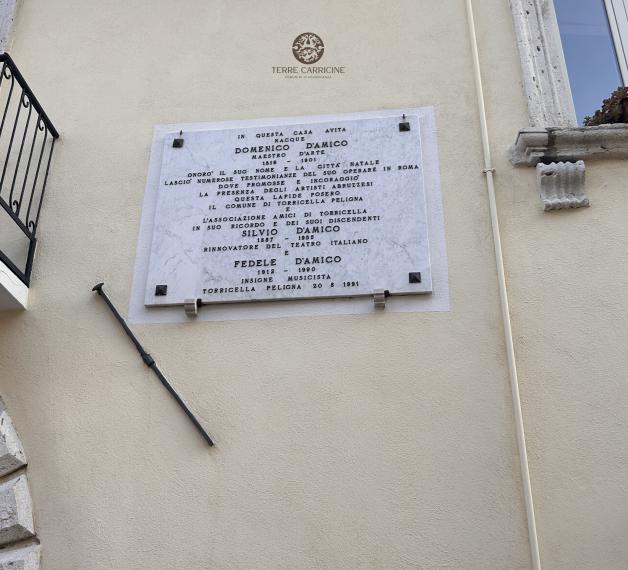 TERRE CARRICINE
IN QUESTA CASA AVITA
NACQUE
DOMENICO D'AMICO
MAESTRO D'ARTE
1818 - 1901
ONORO' IL SUO NOME E LA CITTA' NATALE
LASCIO' NUMEROSE TESTIMONIANZE DEL SUO OPERARE IN ROMA
DOVE PROMOSSE E INCORAGGIO'
LA PRESENZA DEGLI ARTISTI ABRUZZESI
QUESTA LAPIDE POSERO
IL COMUNE DI TORRICELLA PELIGNA
E
L'ASSOCIAZIONE AMICI DI TORRICELLA
IN SUO RICORDO E DEI SUOI DISCENDENTI
SILVIO D'AMICO
1887 - 1955
RINNOVATORE DEL TEATRO ITALIANO
E
FEDELE D'AMICO
1912 - 1990
INSIGNE MUSICISTA
TORRICELLA PELIGNA 20 8 1991